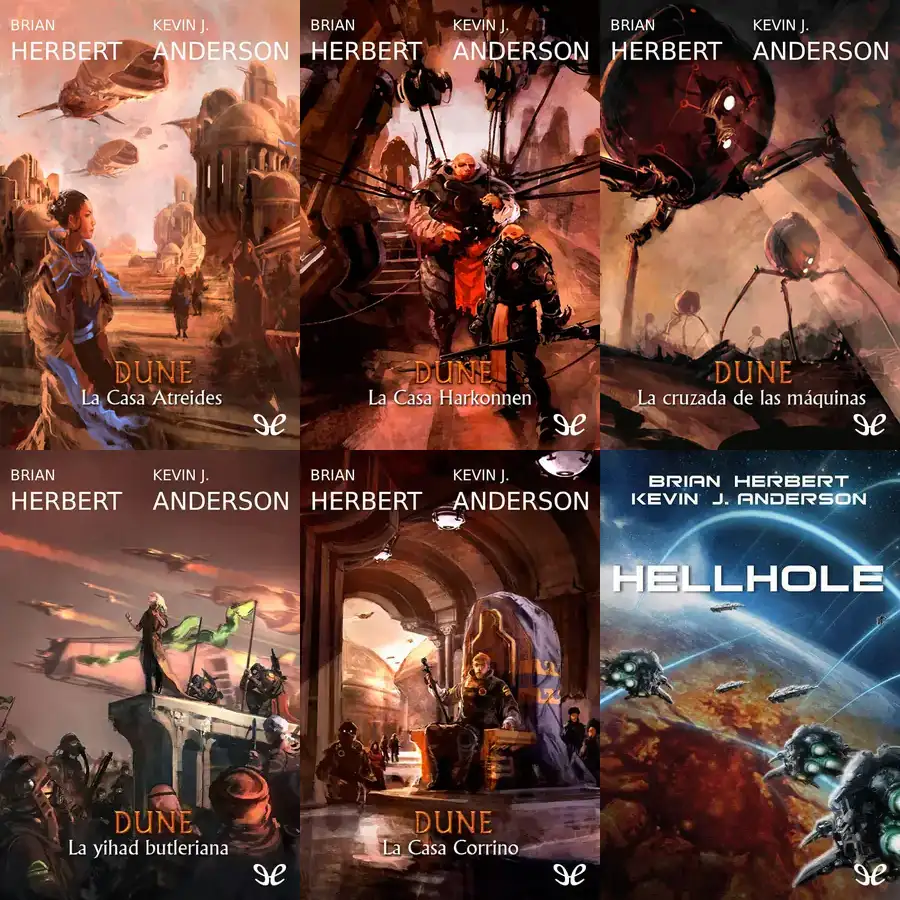 BRIAN KEVIN J.
HERBERT ANDERSON
DUNE
La Casa Atreides
BRIAN KEVIN J.
HERBERT ANDERSON
DUNE
La Casa Harkonnen
BRIAN KEVIN J.
HERBERT ANDERSON
DUNE
La cruzada de las máquinas
BRIAN KEVIN J.
HERBERT ANDERSON
DUNE
La yihad butleriana
BRIAN KEVIN J.
HERBERT ANDERSON
DUNE
La Casa Corrino
BRIAN HERBERT
KEVIN J. ANDERSON
HELLHOLE